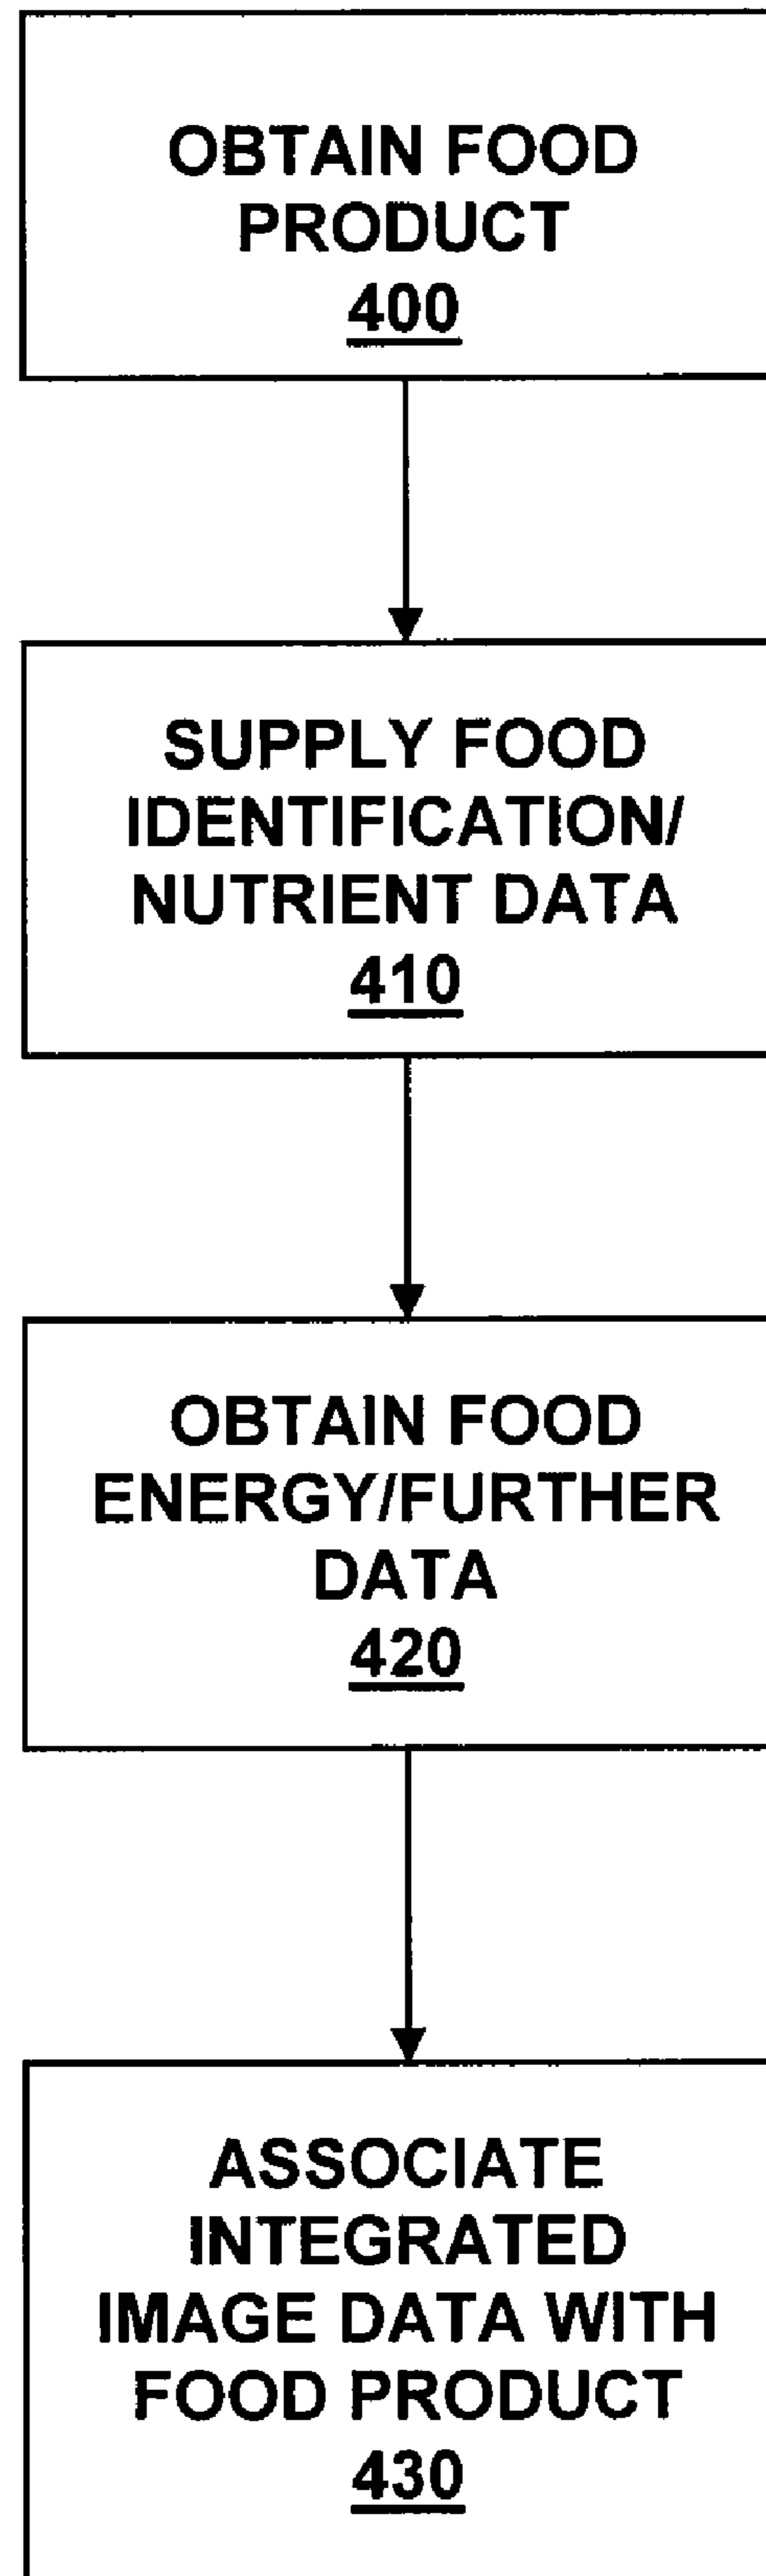 OBTAIN FOOD
PRODUCT
400
SUPPLY FOOD
IDENTIFICATION/
NUTRIENT DATA
410
OBTAIN FOOD
ENERGY/FURTHER
DATA
420
ASSOCIATE
INTEGRATED
IMAGE DATA WITH
FOOD PRODUCT
430